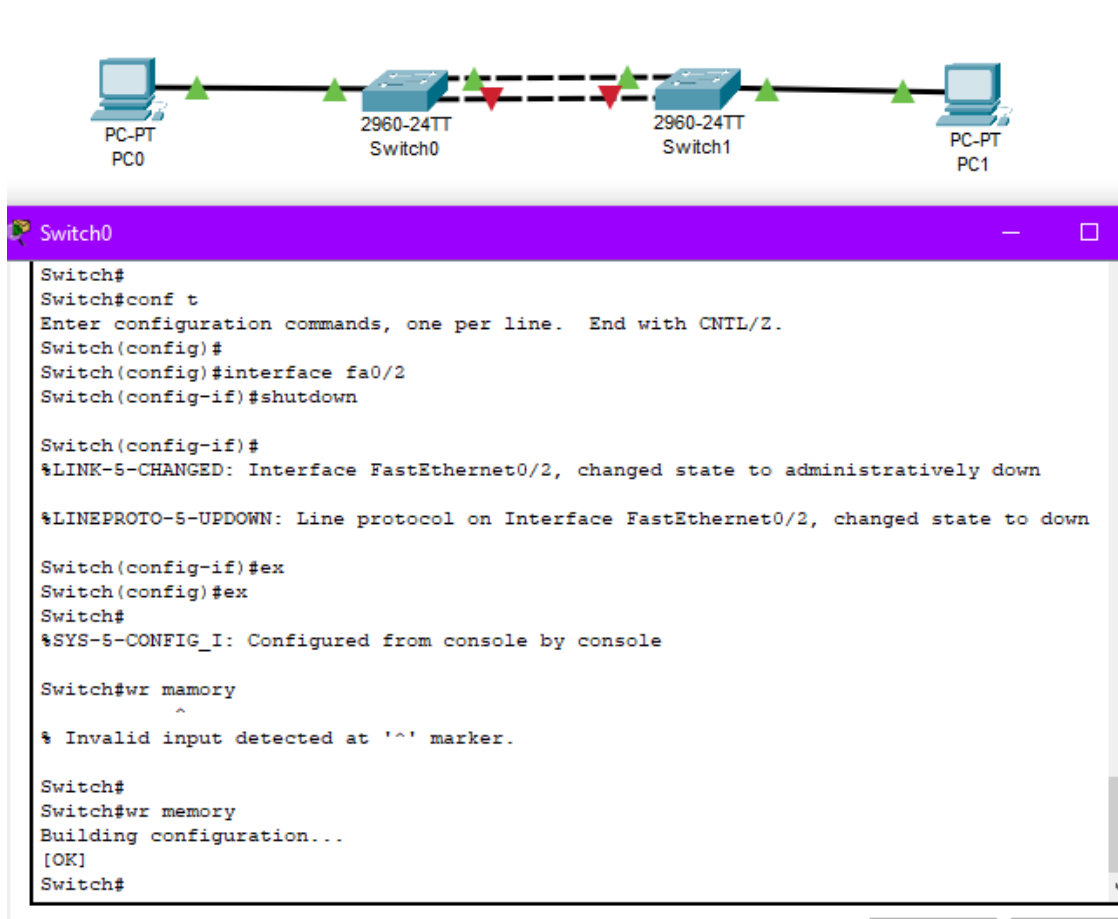 PC-PT
PC0
2960-24TT
Switch0
2960-24TT
Switch1
PC-PT
PC1
Switch0
Switch#
Switch#conf t
Enter configuration commands, one per line.  End with CNTL/Z.
Switch(config)#
Switch(config)#interface fa0/2
Switch(config-if)#shutdown
Switch(config-if)#
%LINK-5-CHANGED: Interface FastEthernet0/2, changed state to administratively down
%LINEPROTO-5-UPDOWN: Line protocol on Interface FastEthernet0/2, changed state to down
Switch(config-if)#ex
Switch(config)#ex
Switch#
%SYS-5-CONFIG_I: Configured from console by console
Switch#wr mamory
^
% Invalid input detected at '^' marker.
Switch#
Switch#wr memory
Building configuration...
[OK]
Switch#